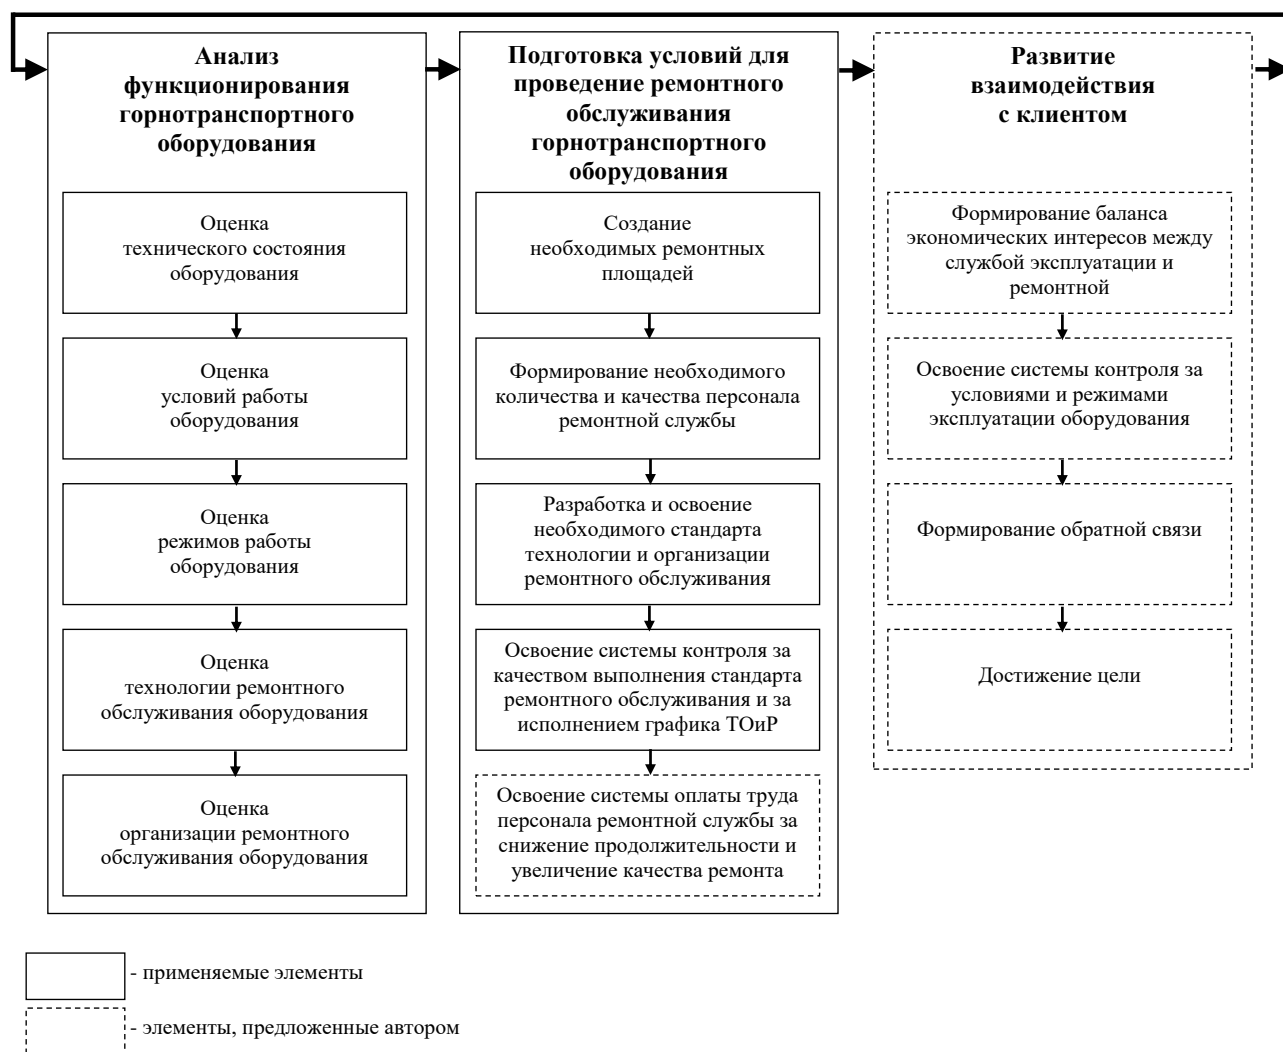 Анализ
функционирования
горнотранспортного
оборудования
Оценка
технического состояния
оборудования
Оценка
условий работы
оборудования
Оценка
режимов работы
оборудования
Оценка
технологии ремонтного
обслуживания оборудования
Оценка
организации ремонтного
обслуживания оборудования
Подготовка условий для
проведение ремонтного
обслуживания
горнотранспортного
оборудования
Создание
необходимых ремонтных
площадей
Формирование необходимого
количества и качества персонала
ремонтной службы
Разработка и освоение
необходимого стандарта
технологии и организации
ремонтного обслуживания
Освоение системы контроля за
качеством выполнения стандарта
ремонтного обслуживания и за
исполнением графика ТОиР
Освоение системы оплаты труда
персонала ремонтной службы за
снижение продолжительности и
увеличение качества ремонта
Развитие
взаимодействия
с клиентом
Формирование баланса
экономических интересов между
службой эксплуатации и
ремонтной
Освоение системы контроля за
условиями и режимами
эксплуатации оборудования
Формирование обратной связи
Достижение цели
- применяемые элементы
- элементы, предложенные автором